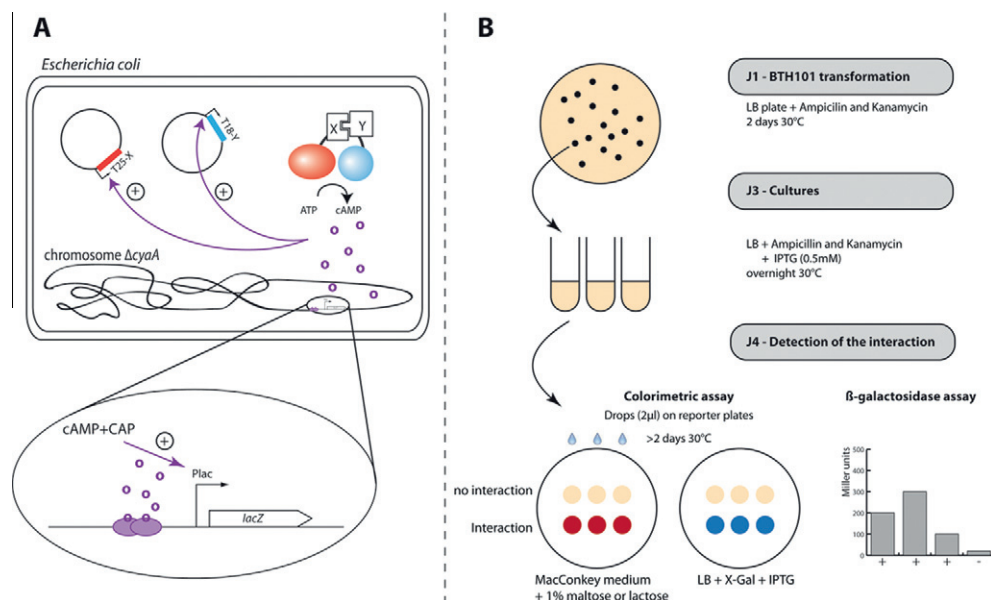 A
Escherichia coli
T25-X
T18-Y
X
Y
+
+
ATP
cAMP
chromosome ΔcyaA
cAMP+CAP
+
Plac
lacZ
B
J1 - BTH101 transformation
LB plate + Ampicilin and Kanamycin
2 days 30°C
J3 - Cultures
LB + Ampicillin and Kanamycin
+ IPTG (0.5mM)
overnight 30°C
J4 - Detection of the interaction
Colorimetric assay
Drops (2µl) on reporter plates
>2 days 30°C
no interaction
Interaction
MacConkey medium
+ 1% maltose or lactose
LB + X-Gal + IPTG
ß-galactosidase assay
Miller units
500
400
300
200
100
0
+
+
+
-